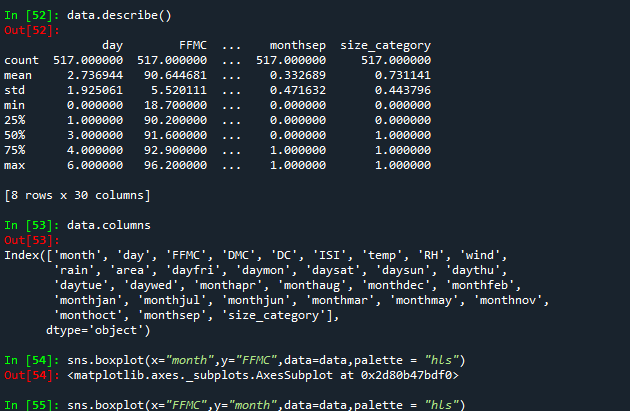 In [52]: data.describe()
Out[52]:
              day        FFMC  ...    monthsep  size_category
count  517.000000  517.000000  ...  517.000000     517.000000
mean     2.736944   90.644681  ...    0.332689       0.731141
std      1.925061    5.520111  ...    0.471632       0.443796
min      0.000000   18.700000  ...    0.000000       0.000000
25%      1.000000   90.200000  ...    0.000000       0.000000
50%      3.000000   91.600000  ...    0.000000       1.000000
75%      4.000000   92.900000  ...    1.000000       1.000000
max      6.000000   96.200000  ...    1.000000       1.000000
[8 rows x 30 columns]
In [53]: data.columns
Out[53]:
Index(['month', 'day', 'FFMC', 'DMC', 'DC', 'ISI', 'temp', 'RH', 'wind',
       'rain', 'area', 'dayfri', 'daymon', 'daysat', 'daysun', 'daythu',
       'daytue', 'daywed', 'monthapr', 'monthaug', 'monthdec', 'monthfeb',
       'monthjan', 'monthjul', 'monthjun', 'monthmar', 'monthmay', 'monthnov',
       'monthoct', 'monthsep', 'size_category'],
      dtype='object')
In [54]: sns.boxplot(x="month",y="FFMC",data=data,palette = "hls")
Out[54]: <matplotlib.axes._subplots.AxesSubplot at 0x2d80b47bdf0>
In [55]: sns.boxplot(x="FFMC",y="month",data=data,palette = "hls")